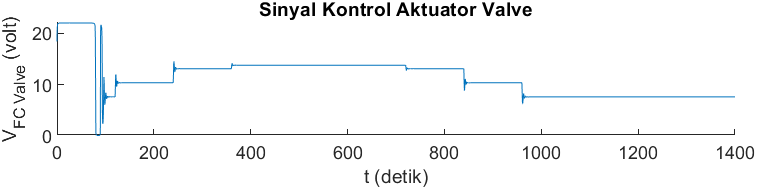 Sinyal Kontrol Aktuator Valve
V_FC Valve (volt)
20
10
0
0 200 400 600 800 1000 1200 1400
t (detik)